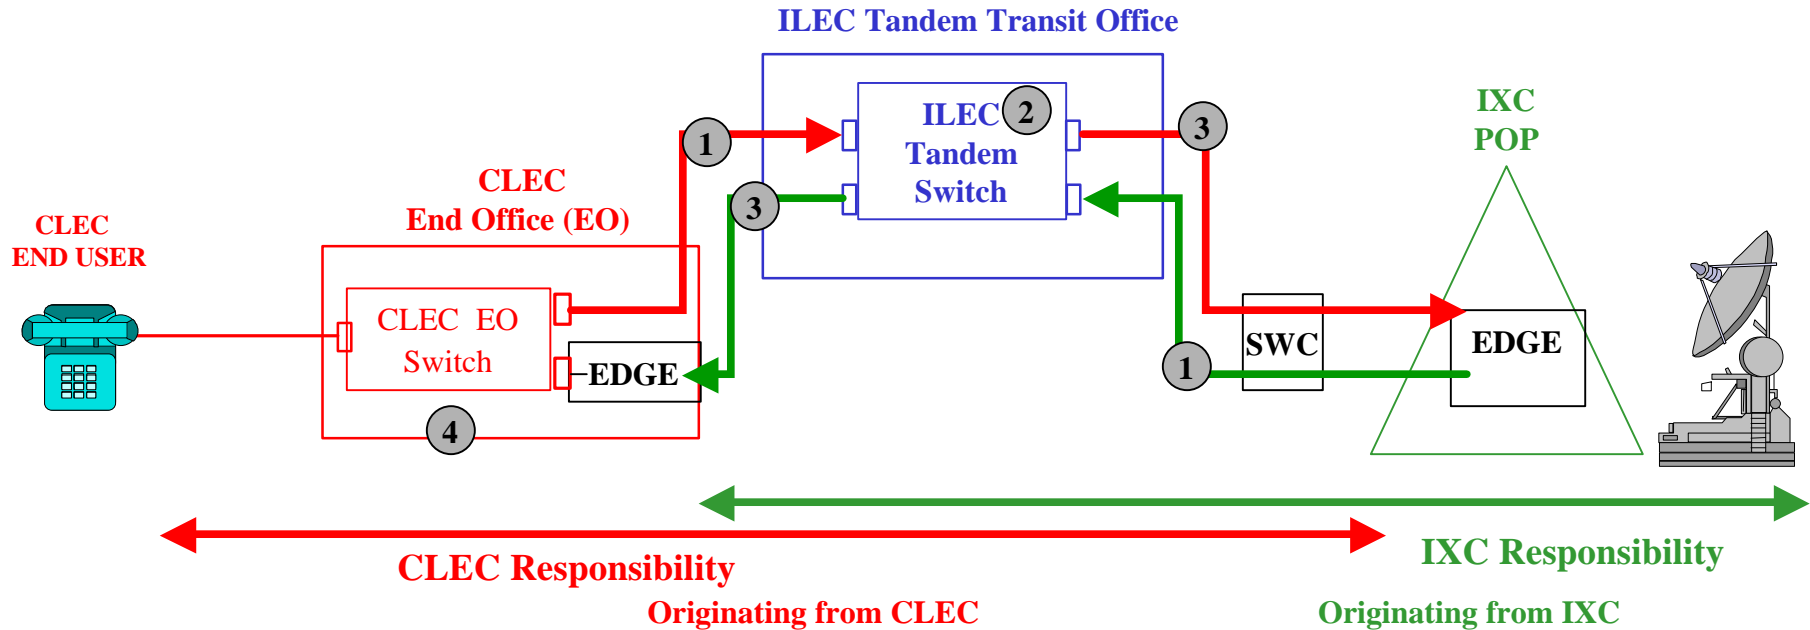 ILEC Tandem Transit Office
ILEC
Tandem
Switch
2
1
3
3
IXC
POP
CLEC
End Office (EO)
CLEC
END USER
CLEC EO
Switch
EDGE
4
SWC
1
EDGE
CLEC Responsibility
IXC Responsibility
Originating from CLEC
Originating from IXC